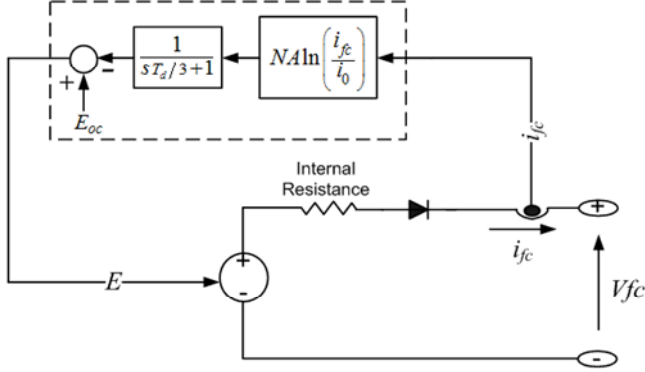 1
sT_d/3+1
NA ln(i_fc/i_0)
+
-
E_oc
i_fc
Internal
Resistance
+
i_fc
E
+
-
Vfc
-